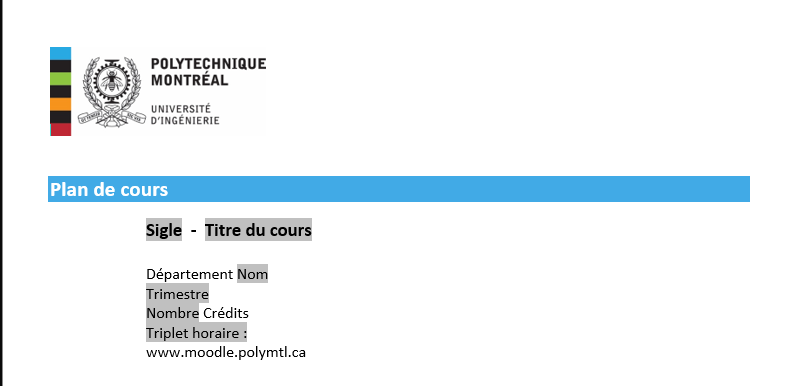 POLYTECHNIQUE
MONTRÉAL
UNIVERSITÉ
D'INGÉNIERIE
Plan de cours
Sigle - Titre du cours
Département Nom
Trimestre
Nombre Crédits
Triplet horaire :
www.moodle.polymtl.ca